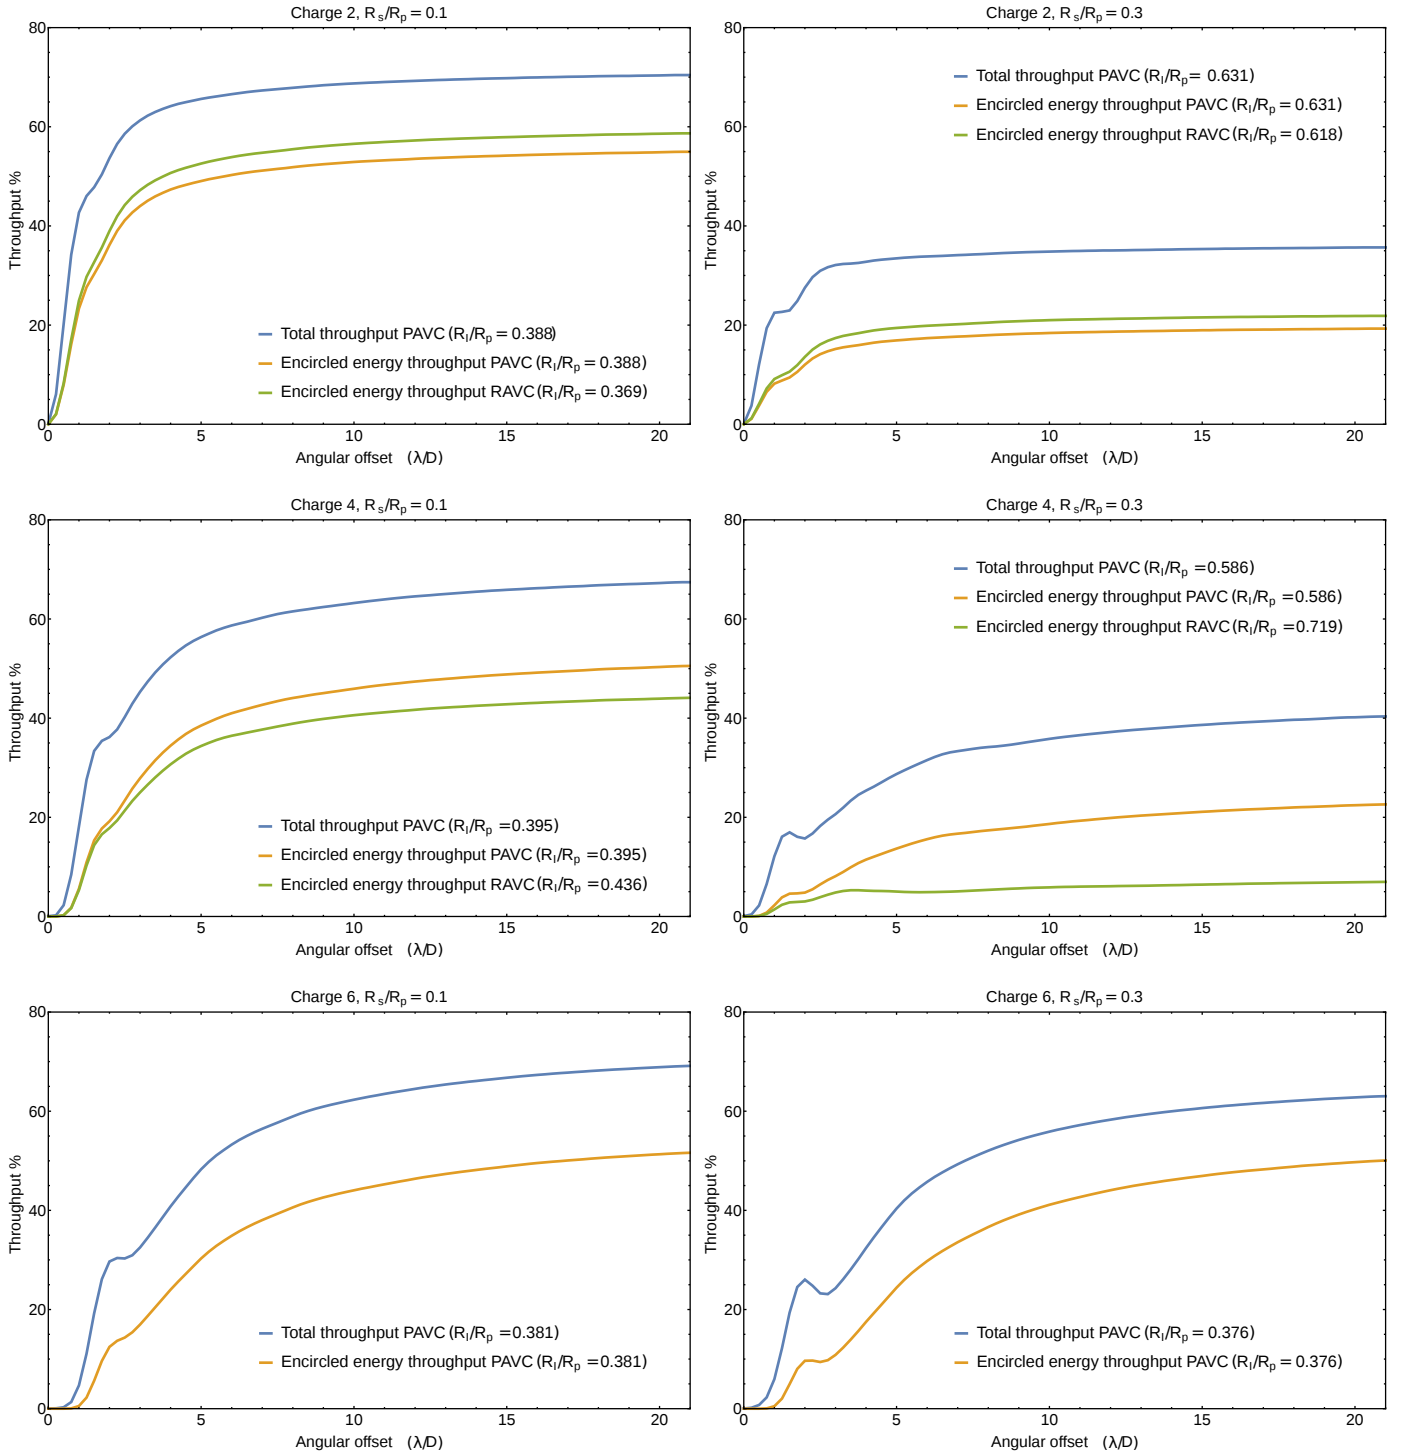 Charge 2, Rs/Rp = 0.1
80
60
40
20
0
Throughput %
Total throughput PAVC (Rl/Rp = 0.388)
Encircled energy throughput PAVC (Rl/Rp = 0.388)
Encircled energy throughput RAVC (Rl/Rp = 0.369)
0 5 10 15 20
Angular offset (λ/D)
Charge 2, Rs/Rp = 0.3
80
60
40
20
0
Throughput %
Total throughput PAVC (Rl/Rp = 0.631)
Encircled energy throughput PAVC (Rl/Rp = 0.631)
Encircled energy throughput RAVC (Rl/Rp = 0.618)
0 5 10 15 20
Angular offset (λ/D)
Charge 4, Rs/Rp = 0.1
80
60
40
20
0
Throughput %
Total throughput PAVC (Rl/Rp =0.395)
Encircled energy throughput PAVC (Rl/Rp =0.395)
Encircled energy throughput RAVC (Rl/Rp =0.436)
0 5 10 15 20
Angular offset (λ/D)
Charge 4, Rs/Rp = 0.3
80
60
40
20
0
Throughput %
Total throughput PAVC (Rl/Rp =0.586)
Encircled energy throughput PAVC (Rl/Rp =0.586)
Encircled energy throughput RAVC (Rl/Rp =0.719)
0 5 10 15 20
Angular offset (λ/D)
Charge 6, Rs/Rp = 0.1
80
60
40
20
0
Throughput %
Total throughput PAVC (Rl/Rp =0.381)
Encircled energy throughput PAVC (Rl/Rp =0.381)
0 5 10 15 20
Angular offset (λ/D)
Charge 6, Rs/Rp = 0.3
80
60
40
20
0
Throughput %
Total throughput PAVC (Rl/Rp =0.376)
Encircled energy throughput PAVC (Rl/Rp =0.376)
0 5 10 15 20
Angular offset (λ/D)